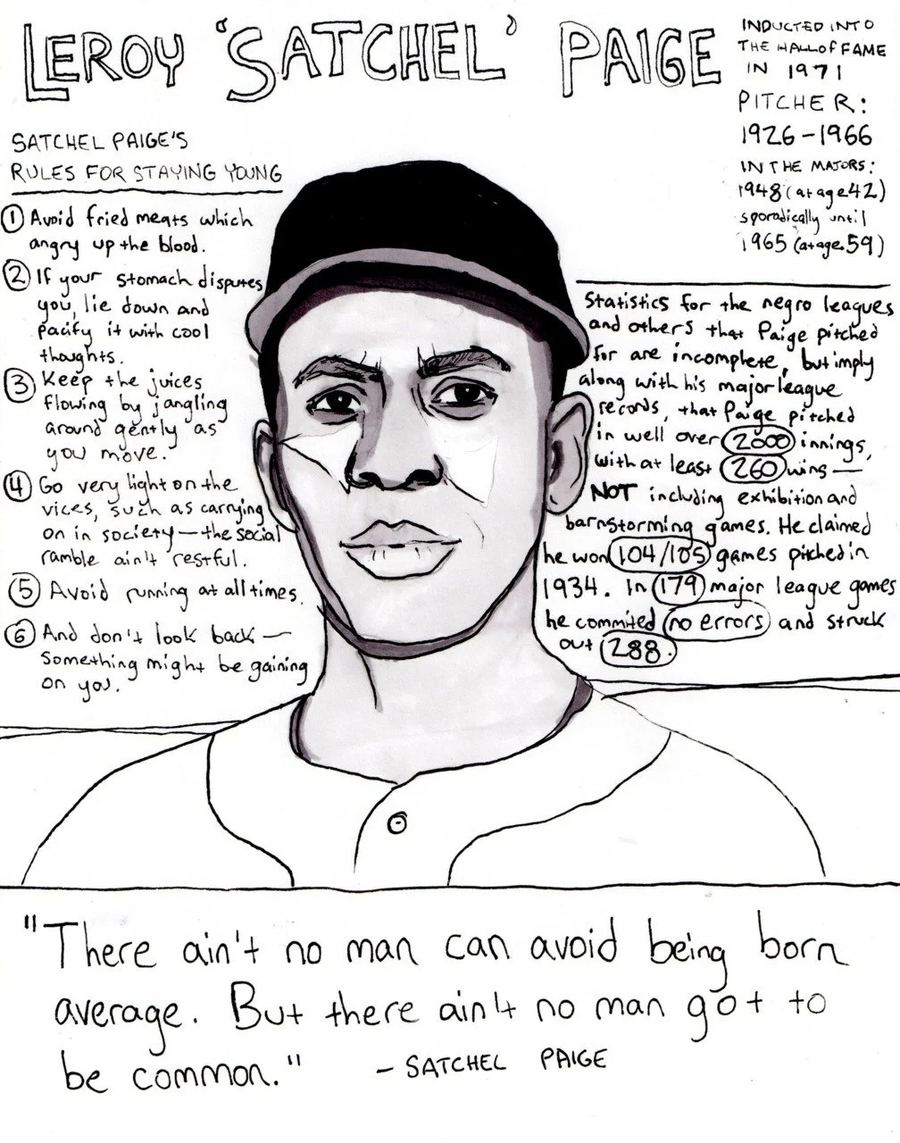 LEROY 'SATCHEL' PAIGE
INDUCTED INTO
THE HALL OF FAME
IN 1971
PITCHER:
1926-1966
IN THE MAJORS:
1948 (at age 42)
sporadically until
1965 (at age 59)
SATCHEL PAIGE'S
RULES FOR STAYING YOUNG
1 Avoid fried meats which
angry up the blood.
2 If your stomach disputes
you, lie down and
pacify it with cool
thoughts.
3 Keep the juices
flowing by jangling
around gently as
you move.
4 Go very light on the
vices, such as carrying
on in society—the social
ramble ain't restful.
5 Avoid running at all times.
6 And don't look back—
Something might be gaining
on you.
Statistics for the negro leagues
and others that Paige pitched
for are incomplete, but imply
along with his major league
records, that Paige pitched
in well over 2600 innings,
with at least 260 wins—
NOT including exhibition and
barnstorming games. He claimed
he won 104/105 games pitched in
1934. In 179 major league games
he commited no errors and struck
out 288.
"There ain't no man can avoid being born
average. But there ain't no man got to
be common." - SATCHEL PAIGE